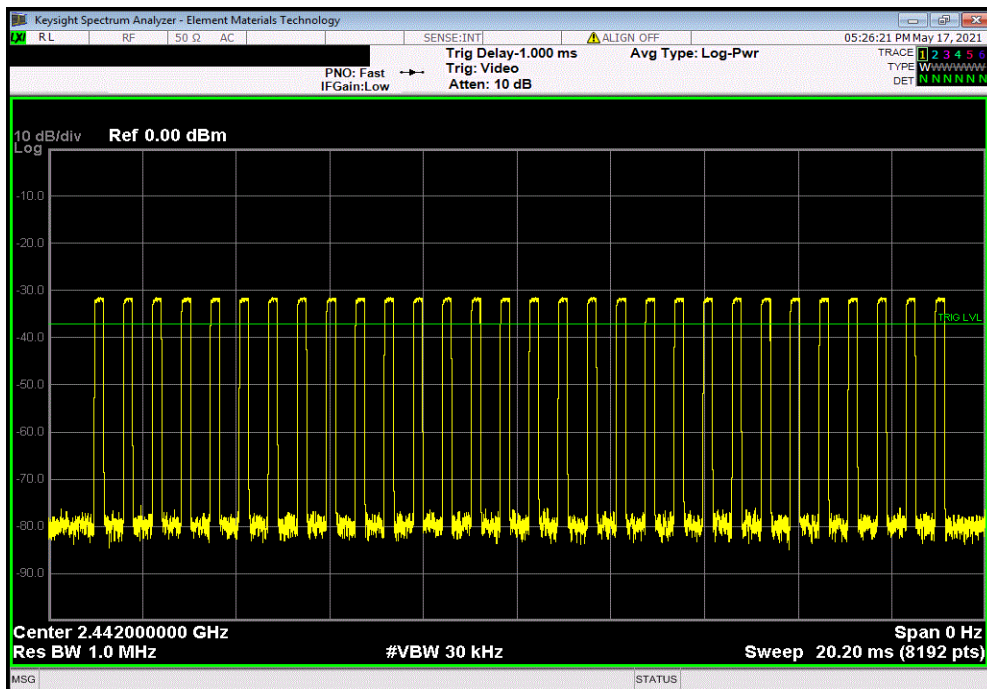 Keysight Spectrum Analyzer - Element Materials Technology
LXI RL RF 50 Ω AC SENSE:INT ALIGN OFF 05:26:21 PM May 17, 2021
Trig Delay-1.000 ms Avg Type: Log-Pwr TRACE 1 2 3 4 5 6
PNO: Fast Trig: Video TYPE WWWWWW
IFGain:Low Atten: 10 dB DET N N N N N N
10 dB/div Ref 0.00 dBm
Log
-10.0
-20.0
-30.0
TRIG LVL
-40.0
-50.0
-60.0
-70.0
-80.0
-90.0
Center 2.442000000 GHz Span 0 Hz
Res BW 1.0 MHz #VBW 30 kHz Sweep 20.20 ms (8192 pts)
MSG STATUS